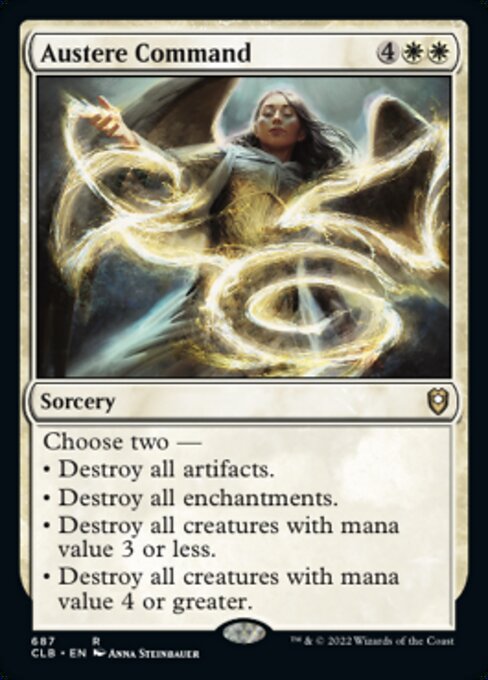 Austere Command 4
Sorcery
Choose two —
• Destroy all artifacts.
• Destroy all enchantments.
• Destroy all creatures with mana
value 3 or less.
• Destroy all creatures with mana
value 4 or greater.
687 R
CLB • EN Anna Steinbauer
™ & © 2022 Wizards of the Coast